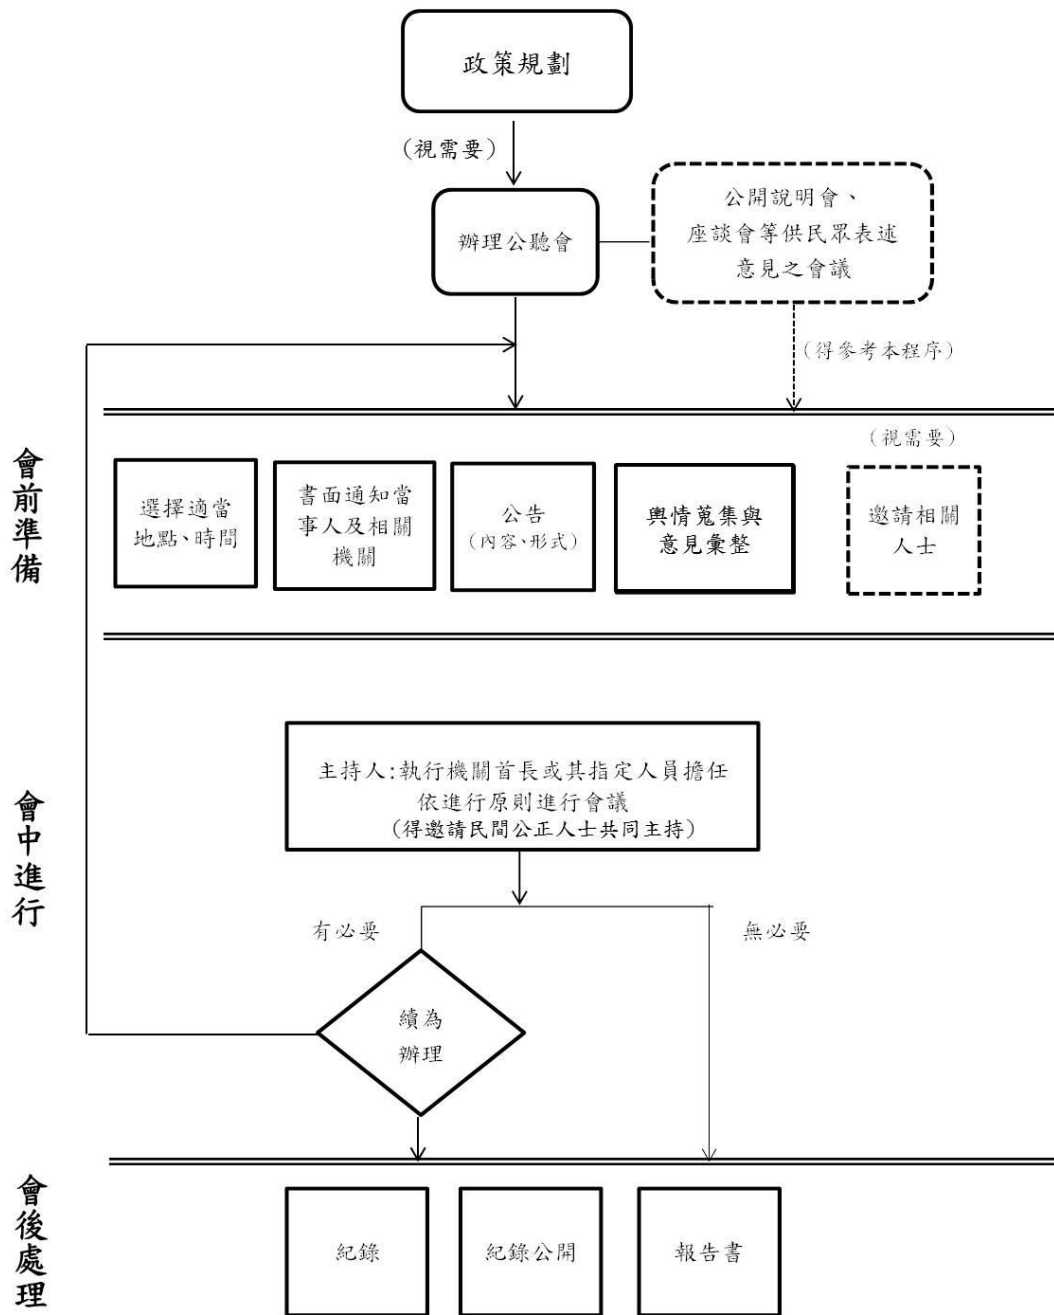 政策規劃
(視需要)
辦理公聽會
公開說明會、
座談會等供民眾表述
意見之會議
(得參考本程序)
會前準備
選擇適當
地點、時間
書面通知當
事人及相關
機關
公告
(內容、形式)
輿情蒐集與
意見彙整
(視需要)
邀請相關
人士
會中進行
主持人:執行機關首長或其指定人員擔任
依進行原則進行會議
(得邀請民間公正人士共同主持)
有必要
無必要
續為
辦理
會後處理
紀錄
紀錄公開
報告書